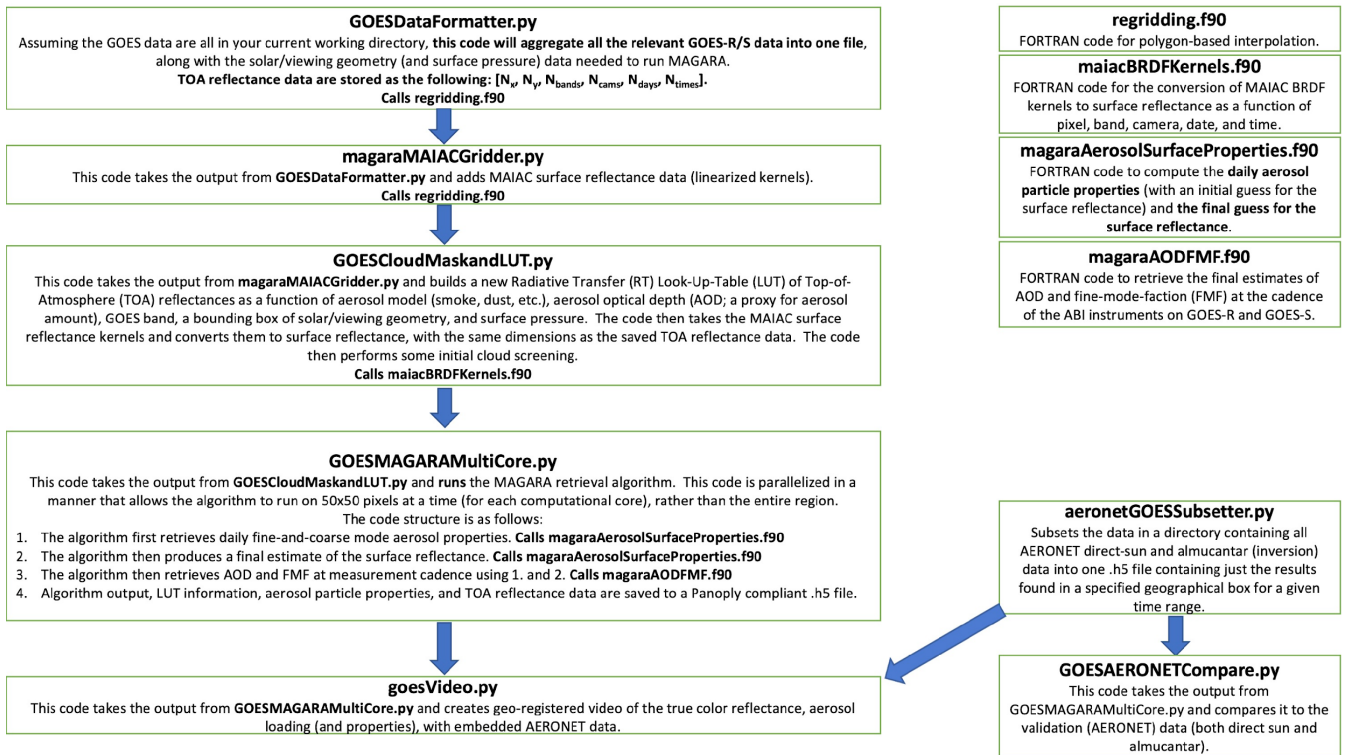 GOESDataFormatter.py
Assuming the GOES data are all in your current working directory, this code will aggregate all the relevant GOES-R/S data into one file,
along with the solar/viewing geometry (and surface pressure) data needed to run MAGARA.
TOA reflectance data are stored as the following: [Nx, Ny, Nbands, Ncams, Ndays, Ntimes].
Calls regridding.f90
magaraMAIACGridder.py
This code takes the output from GOESDataFormatter.py and adds MAIAC surface reflectance data (linearized kernels).
Calls regridding.f90
GOESCloudMaskandLUT.py
This code takes the output from magaraMAIACGridder.py and builds a new Radiative Transfer (RT) Look-Up-Table (LUT) of Top-of-
Atmosphere (TOA) reflectances as a function of aerosol model (smoke, dust, etc.), aerosol optical depth (AOD; a proxy for aerosol
amount), GOES band, a bounding box of solar/viewing geometry, and surface pressure. The code then takes the MAIAC surface
reflectance kernels and converts them to surface reflectance, with the same dimensions as the saved TOA reflectance data. The code
then performs some initial cloud screening.
Calls maiacBRDFKernels.f90
GOESMAGARAMultiCore.py
This code takes the output from GOESCloudMaskandLUT.py and runs the MAGARA retrieval algorithm. This code is parallelized in a
manner that allows the algorithm to run on 50x50 pixels at a time (for each computational core), rather than the entire region.
The code structure is as follows:
1. The algorithm first retrieves daily fine-and-coarse mode aerosol properties. Calls magaraAerosolSurfaceProperties.f90
2. The algorithm then produces a final estimate of the surface reflectance. Calls magaraAerosolSurfaceProperties.f90
3. The algorithm then retrieves AOD and FMF at measurement cadence using 1. and 2. Calls magaraAODFMF.f90
4. Algorithm output, LUT information, aerosol particle properties, and TOA reflectance data are saved to a Panoply compliant .h5 file.
goesVideo.py
This code takes the output from GOESMAGARAMultiCore.py and creates geo-registered video of the true color reflectance, aerosol
loading (and properties), with embedded AERONET data.
regridding.f90
FORTRAN code for polygon-based interpolation.
maiacBRDFKernels.f90
FORTRAN code for the conversion of MAIAC BRDF
kernels to surface reflectance as a function of
pixel, band, camera, date, and time.
magaraAerosolSurfaceProperties.f90
FORTRAN code to compute the daily aerosol
particle properties (with an initial guess for the
surface reflectance) and the final guess for the
surface reflectance.
magaraAODFMF.f90
FORTRAN code to retrieve the final estimates of
AOD and fine-mode-faction (FMF) at the cadence
of the ABI instruments on GOES-R and GOES-S.
aeronetGOESSubsetter.py
Subsets the data in a directory containing all
AERONET direct-sun and almucantar (inversion)
data into one .h5 file containing just the results
found in a specified geographical box for a given
time range.
GOESAERONETCompare.py
This code takes the output from
GOESMAGARAMultiCore.py and compares it to the
validation (AERONET) data (both direct sun and
almucantar).